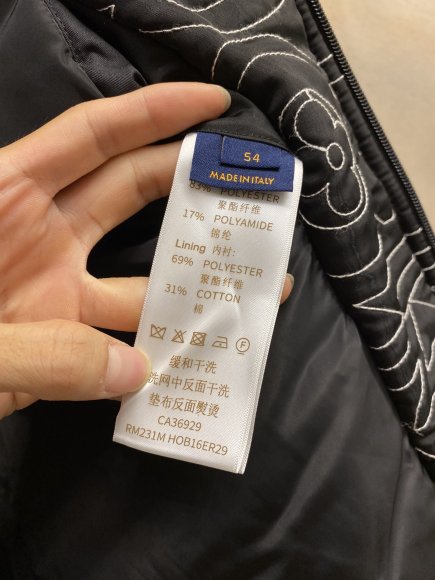 54
MADE IN ITALY
83% POLYESTER
聚酯纤维
17% POLYAMIDE
锦纶
Lining 内衬:
69% POLYESTER
聚酯纤维
31% COTTON
棉
缓和干洗
洗网中反面干洗
垫布反面熨烫
CA36929
RM231M HOB16ER29